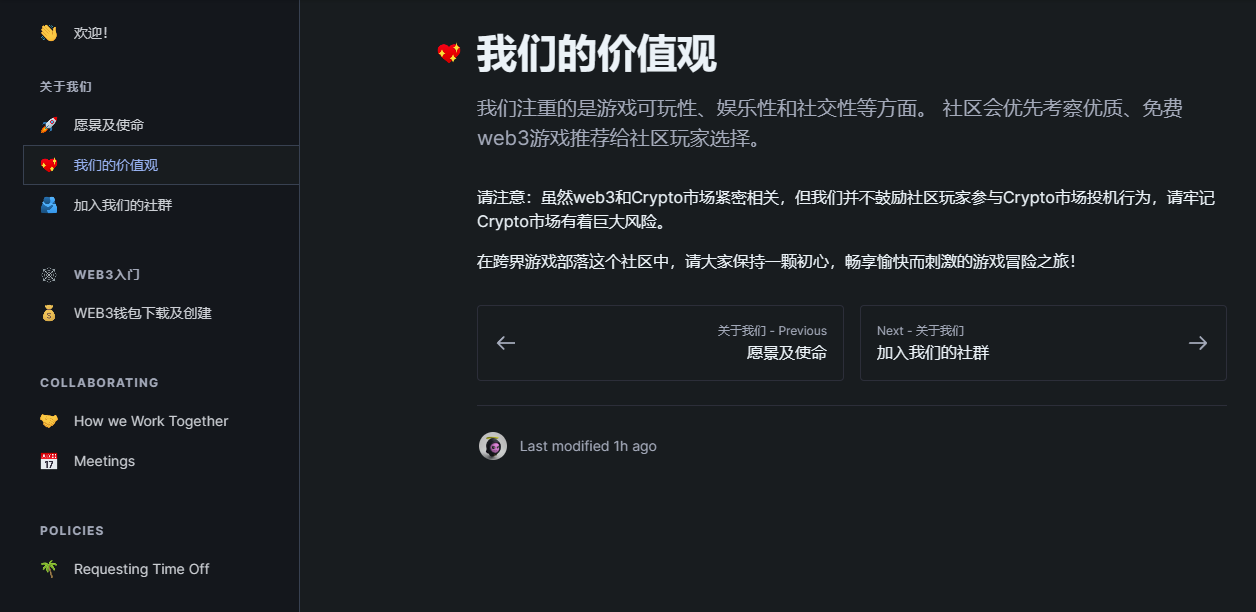 欢迎！
关于我们
愿景及使命
我们的价值观
加入我们的社群
WEB3入门
WEB3钱包下载及创建
COLLABORATING
How we Work Together
Meetings
POLICIES
Requesting Time Off
我们的价值观
我们注重的是游戏可玩性、娱乐性和社交性等方面。 社区会优先考察优质、免费
web3游戏推荐给社区玩家选择。
请注意：虽然web3和Crypto市场紧密相关，但我们并不鼓励社区玩家参与Crypto市场投机行为，请牢记
Crypto市场有着巨大风险。
在跨界游戏部落这个社区中，请大家保持一颗初心，畅享愉快而刺激的游戏冒险之旅！
关于我们 - Previous
愿景及使命
Next - 关于我们
加入我们的社群
Last modified 1h ago